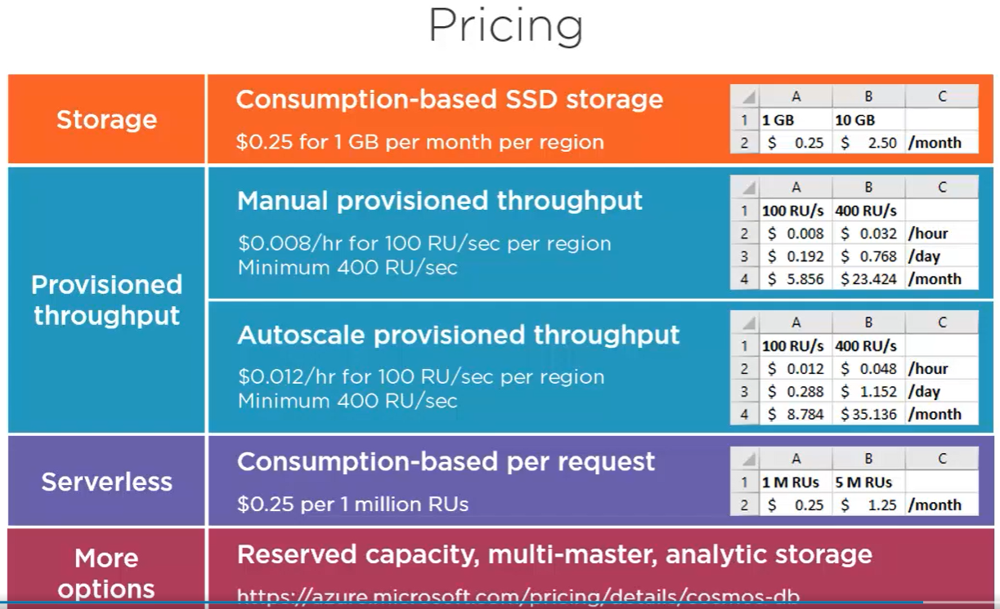 Pricing
Storage
Consumption-based SSD storage
$0.25 for 1 GB per month per region
A B C
1 1 GB 10 GB
2 $ 0.25 $ 2.50 /month
Provisioned
throughput
Manual provisioned throughput
$0.008/hr for 100 RU/sec per region
Minimum 400 RU/sec
A B C
1 100 RU/s 400 RU/s
2 $ 0.008 $ 0.032 /hour
3 $ 0.192 $ 0.768 /day
4 $ 5.856 $23.424 /month
Autoscale provisioned throughput
$0.012/hr for 100 RU/sec per region
Minimum 400 RU/sec
A B C
1 100 RU/s 400 RU/s
2 $ 0.012 $ 0.048 /hour
3 $ 0.288 $ 1.152 /day
4 $ 8.784 $35.136 /month
Serverless
Consumption-based per request
$0.25 per 1 million RUs
A B C
1 1 M RUs 5 M RUs
2 $ 0.25 $ 1.25 /month
More
options
Reserved capacity, multi-master, analytic storage
https://azure.microsoft.com/pricing/details/cosmos-db